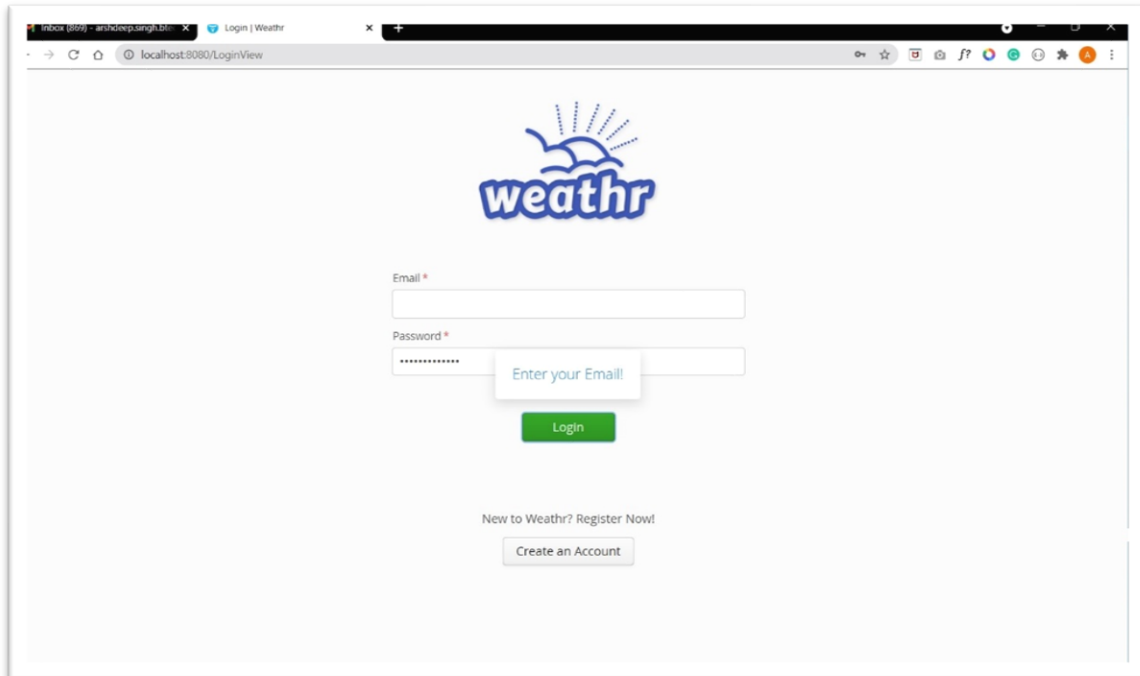 Inbox (869) - arshdeep.singh.bte
Login | Weathr
localhost:8080/LoginView
f?
A
weathr
Email *
Password *
Enter your Email!
Login
New to Weathr? Register Now!
Create an Account